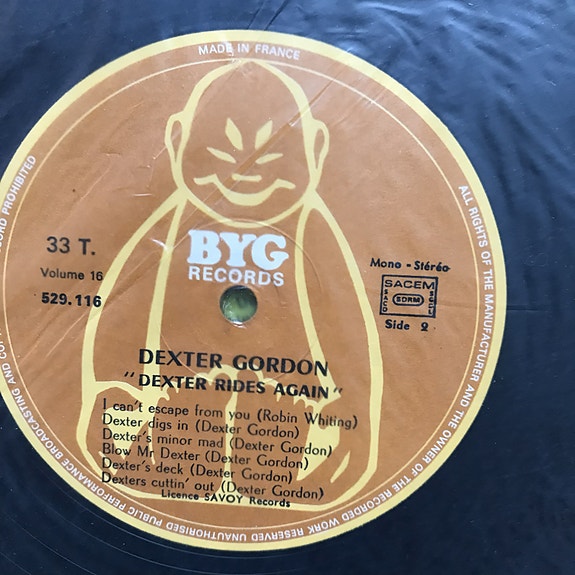 MADE IN FRANCE
ALL RIGHTS OF THE MANUFACTURER AND THE OWNER OF THE RECORDED WORK RESERVED UNAUTHORISED PUBLIC PERFORMANCE BROADCASTING AND
PROHIBITED
BYG
RECORDS
33 T.
Volume 16
529.116
Mono - Stéréo
SACEM
SACD SDRM SGDL
Side 2
DEXTER GORDON
"DEXTER RIDES AGAIN"
I can't escape from you (Robin Whiting)
Dexter digs in (Dexter Gordon)
Dexter's minor mad (Dexter Gordon)
Blow Mr Dexter (Dexter Gordon)
Dexter's deck (Dexter Gordon)
Dexters cuttin' out (Dexter Gordon)
Licence SAVOY Records